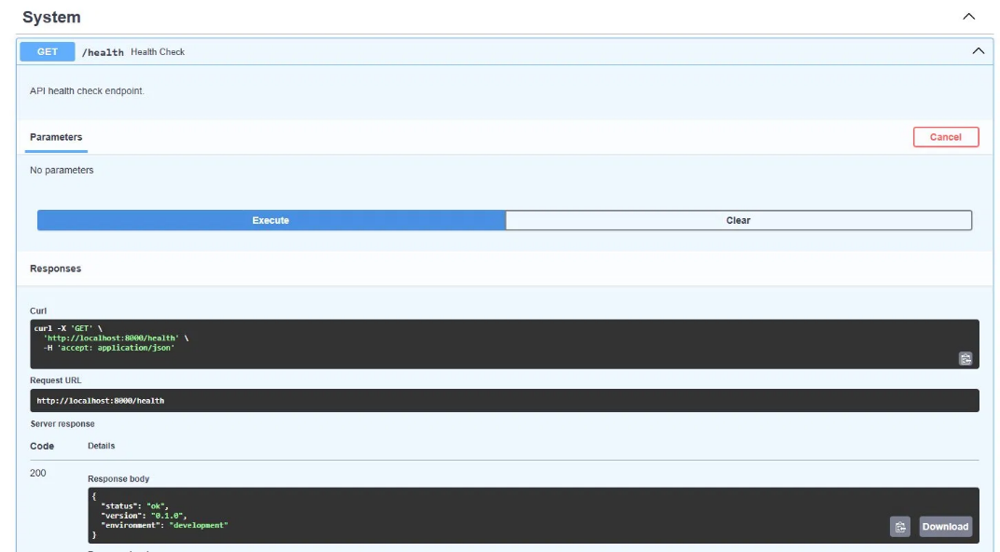 System
GET /health Health Check
API health check endpoint.
Parameters
Cancel
No parameters
Execute
Clear
Responses
Curl
curl -X 'GET' \
'http://localhost:8000/health' \
-H 'accept: application/json'
Request URL
http://localhost:8000/health
Server response
Code Details
200
Response body
{
"status": "ok",
"version": "0.1.0",
"environment": "development"
}
Download